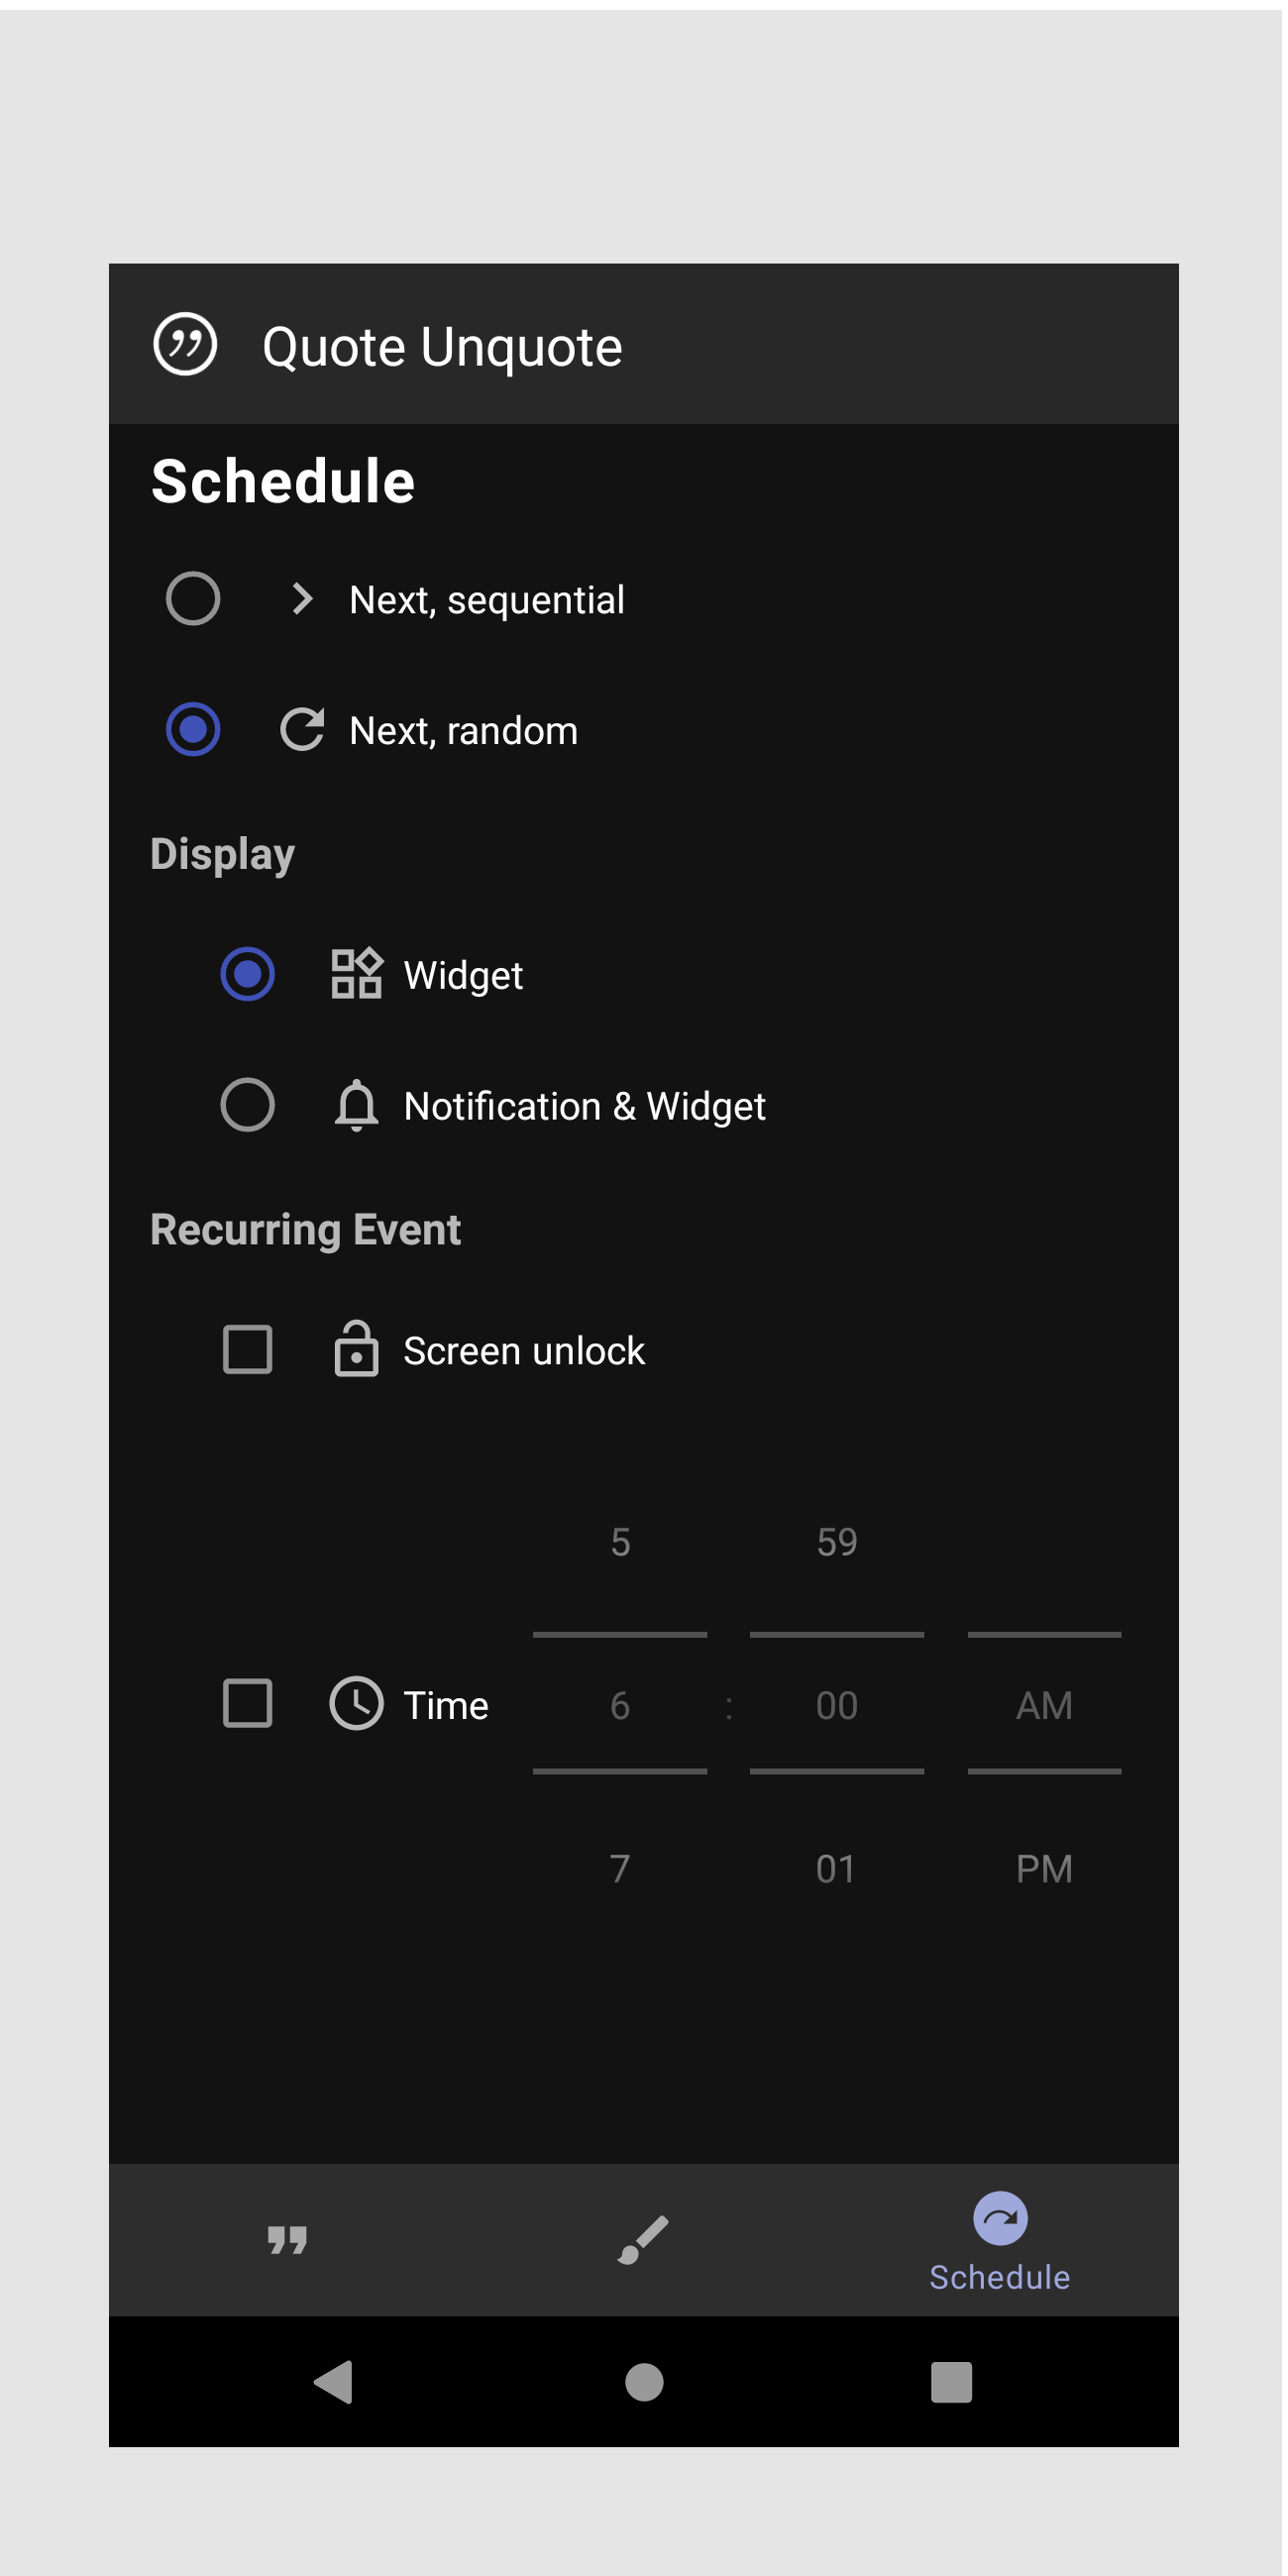 Quote Unquote
Schedule
Next, sequential
Next, random
Display
Widget
Notification & Widget
Recurring Event
Screen unlock
5 59
Time 6 : 00 AM
7 01 PM
Schedule